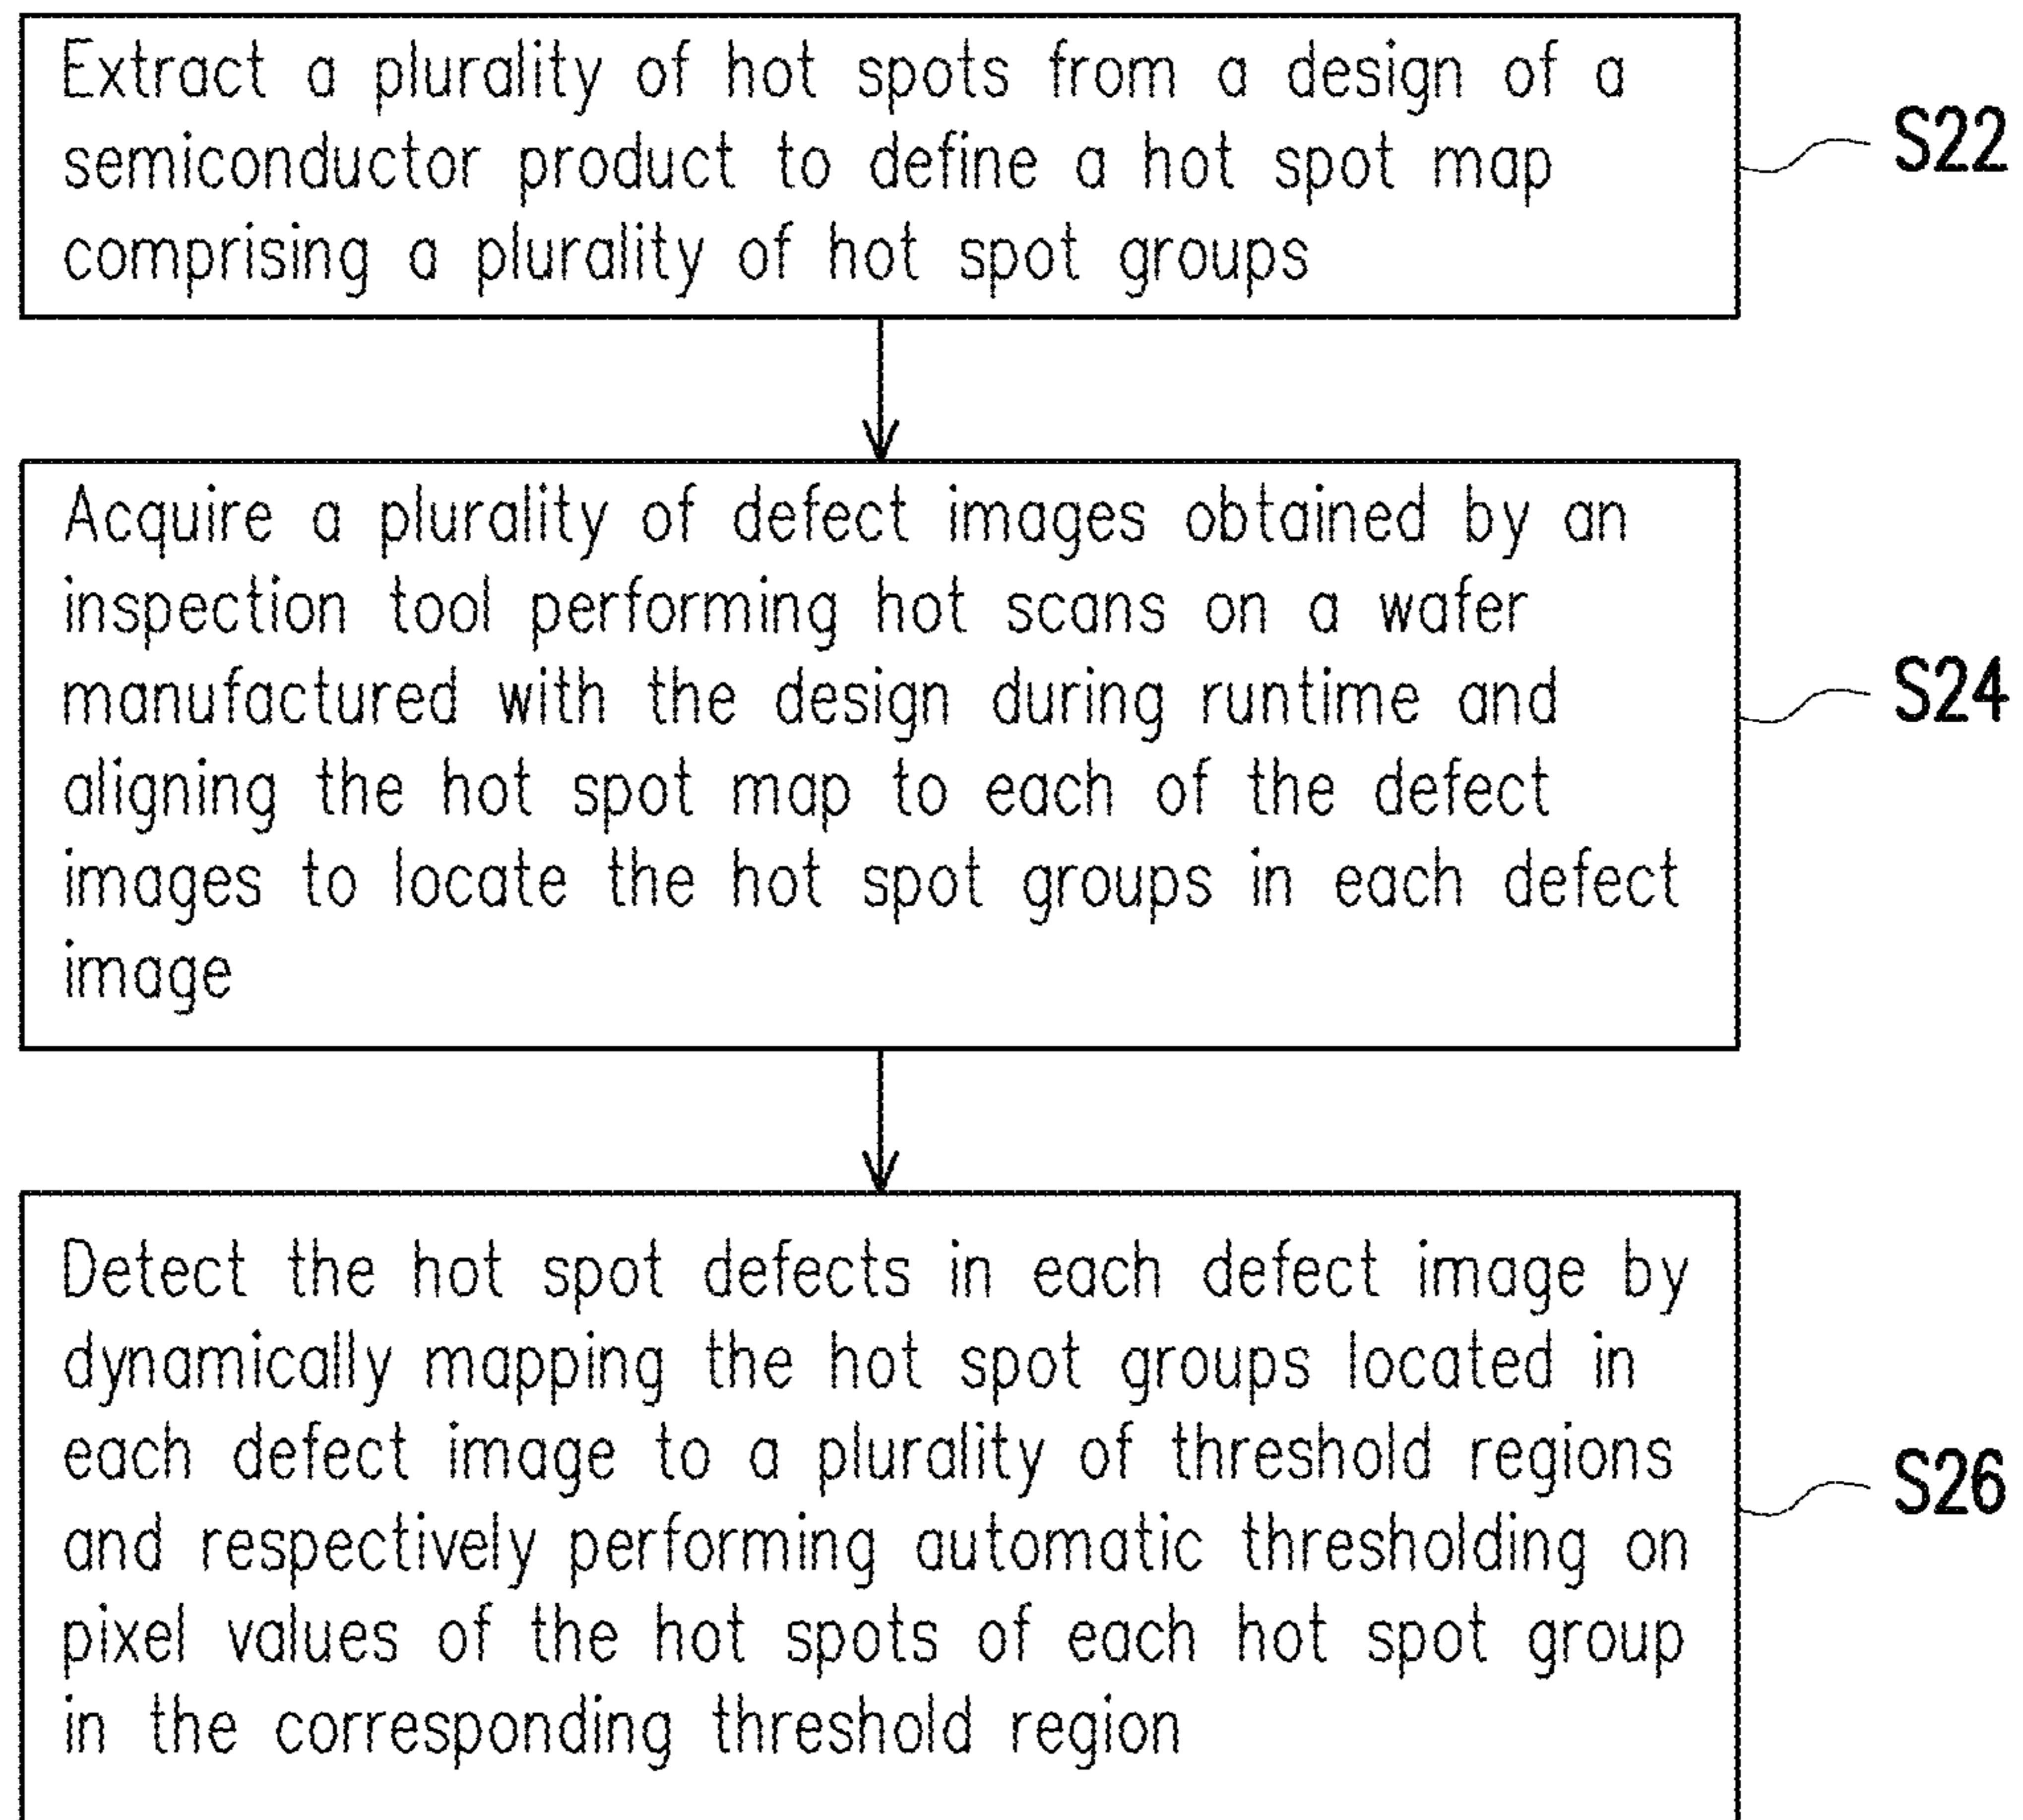 Extract a plurality of hot spots from a design of a
semiconductor product to define a hot spot map
comprising a plurality of hot spot groups
S22
Acquire a plurality of defect images obtained by an
inspection tool performing hot scans on a wafer
manufactured with the design during runtime and
aligning the hot spot map to each of the defect
images to locate the hot spot groups in each defect
image
S24
Detect the hot spot defects in each defect image by
dynamically mapping the hot spot groups located in
each defect image to a plurality of threshold regions
and respectively performing automatic thresholding on
pixel values of the hot spots of each hot spot group
in the corresponding threshold region
S26